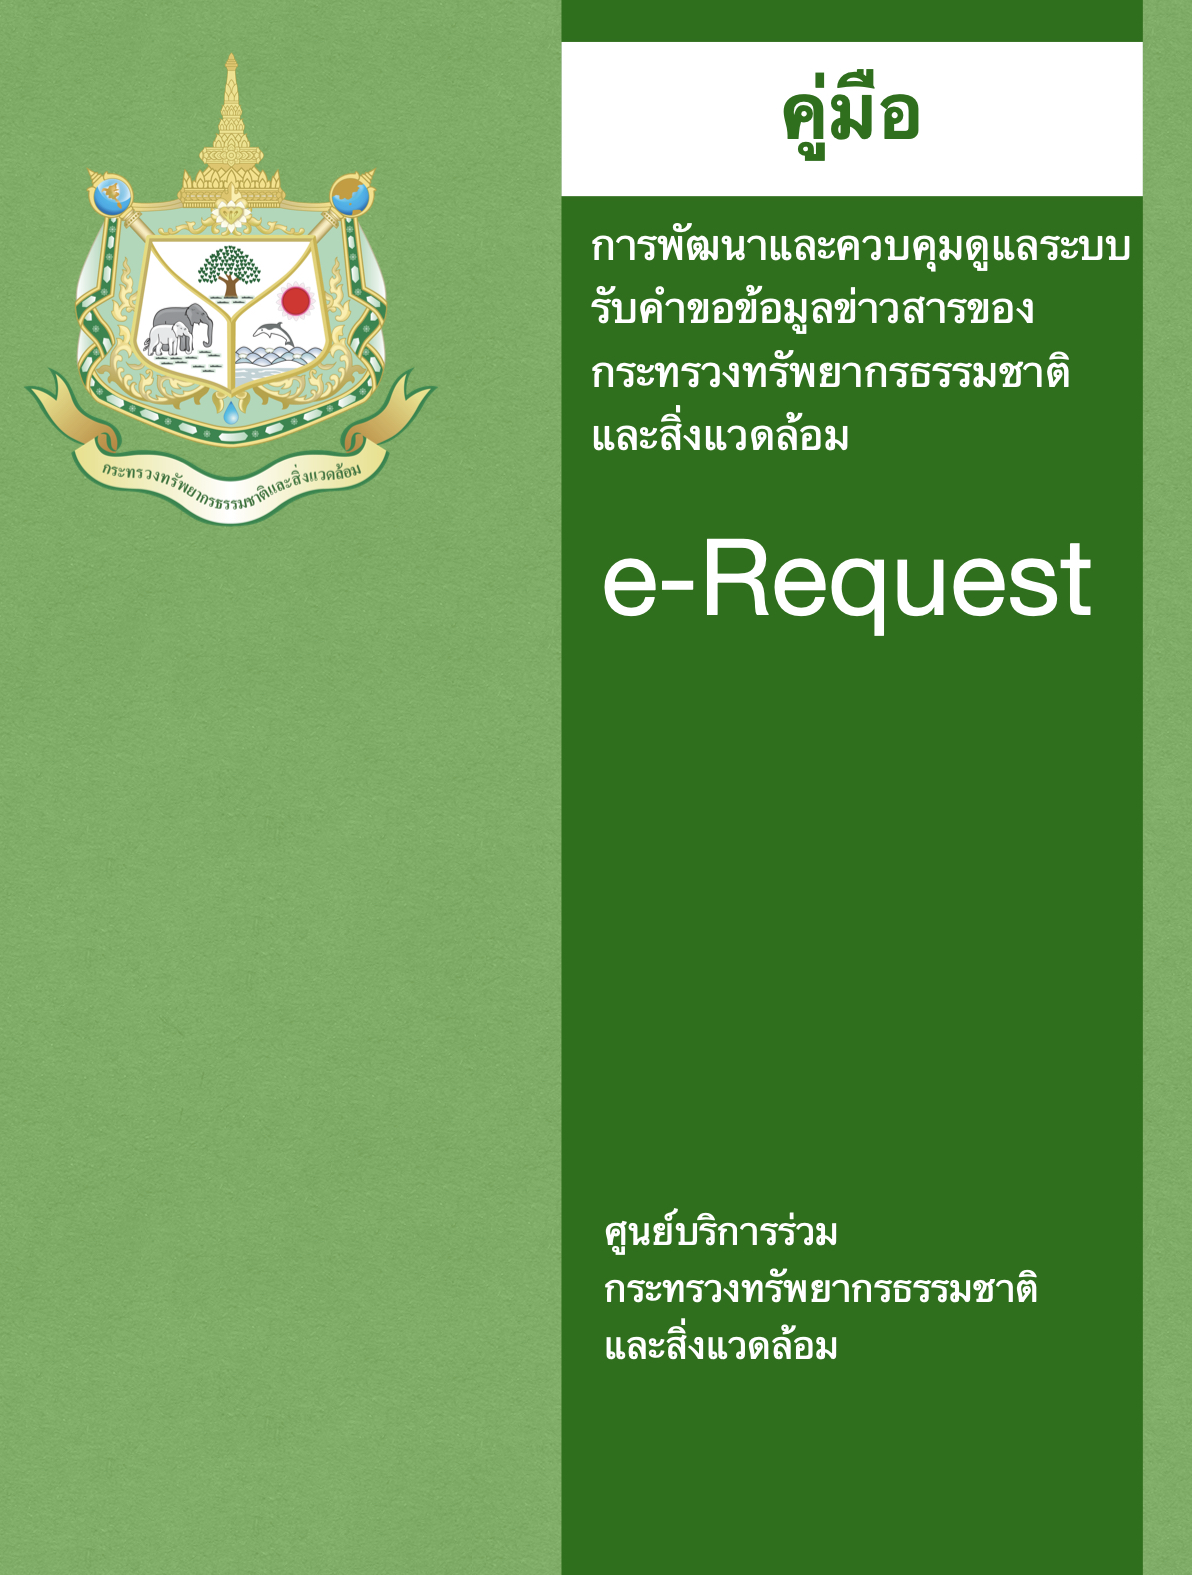 คู่มือ
การพัฒนาและควบคุมดูแลระบบ
รับคำขอข้อมูลข่าวสารของ
กระทรวงทรัพยากรธรรมชาติ
และสิ่งแวดล้อม
e-Request
กระทรวงทรัพยากรธรรมชาติและสิ่งแวดล้อม
ศูนย์บริการร่วม
กระทรวงทรัพยากรธรรมชาติ
และสิ่งแวดล้อม